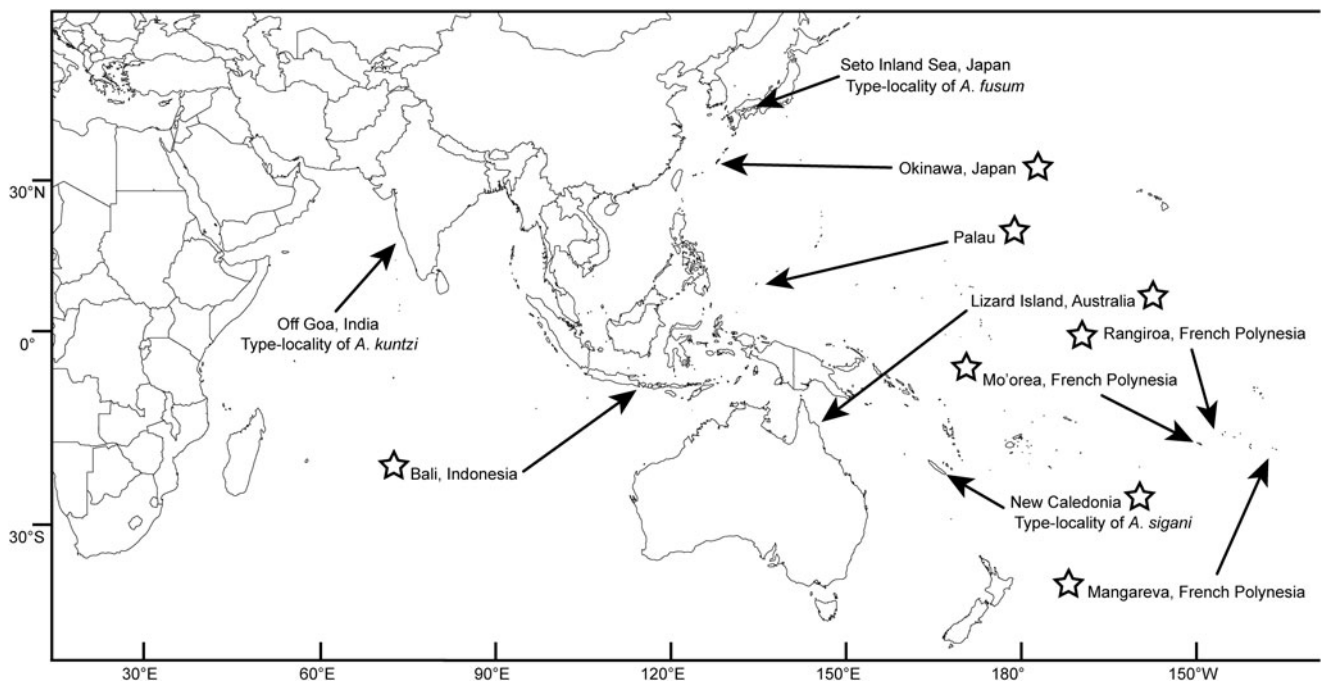 Seto Inland Sea, Japan
Type-locality of A. fusum
Okinawa, Japan
30°N
Palau
Lizard Island, Australia
Off Goa, India
Type-locality of A. kuntzi
0°
Rangiroa, French Polynesia
Mo'orea, French Polynesia
Bali, Indonesia
New Caledonia
Type-locality of A. sigani
30°S
Mangareva, French Polynesia
30°E
60°E
90°E
120°E
150°E
180°
150°W